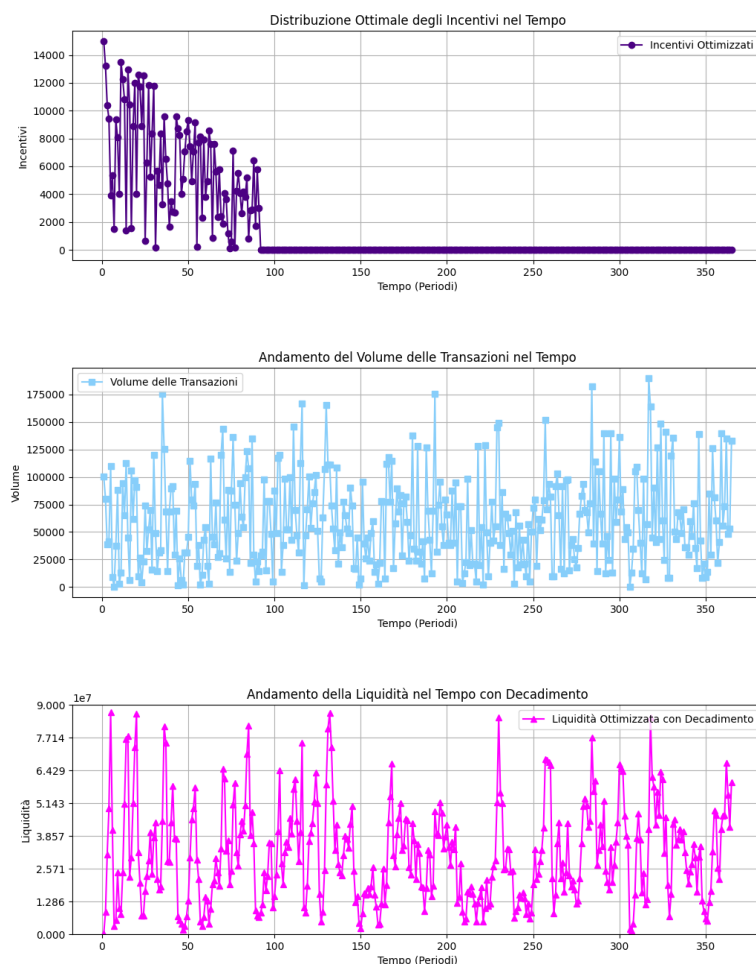 Distribuzione Ottimale degli Incentivi nel Tempo
Incentivi Ottimizzati
14000
12000
10000
8000
6000
4000
2000
0
Incentivi
0 50 100 150 200 250 300 350
Tempo (Periodi)
Andamento del Volume delle Transazioni nel Tempo
Volume delle Transazioni
175000
150000
125000
100000
75000
50000
25000
0
Volume
0 50 100 150 200 250 300 350
Tempo (Periodi)
Andamento della Liquidità nel Tempo con Decadimento
1e7
Liquidità Ottimizzata con Decadimento
9.000
7.714
6.429
5.143
3.857
2.571
1.286
0.000
Liquidità
0 50 100 150 200 250 300 350
Tempo (Periodi)